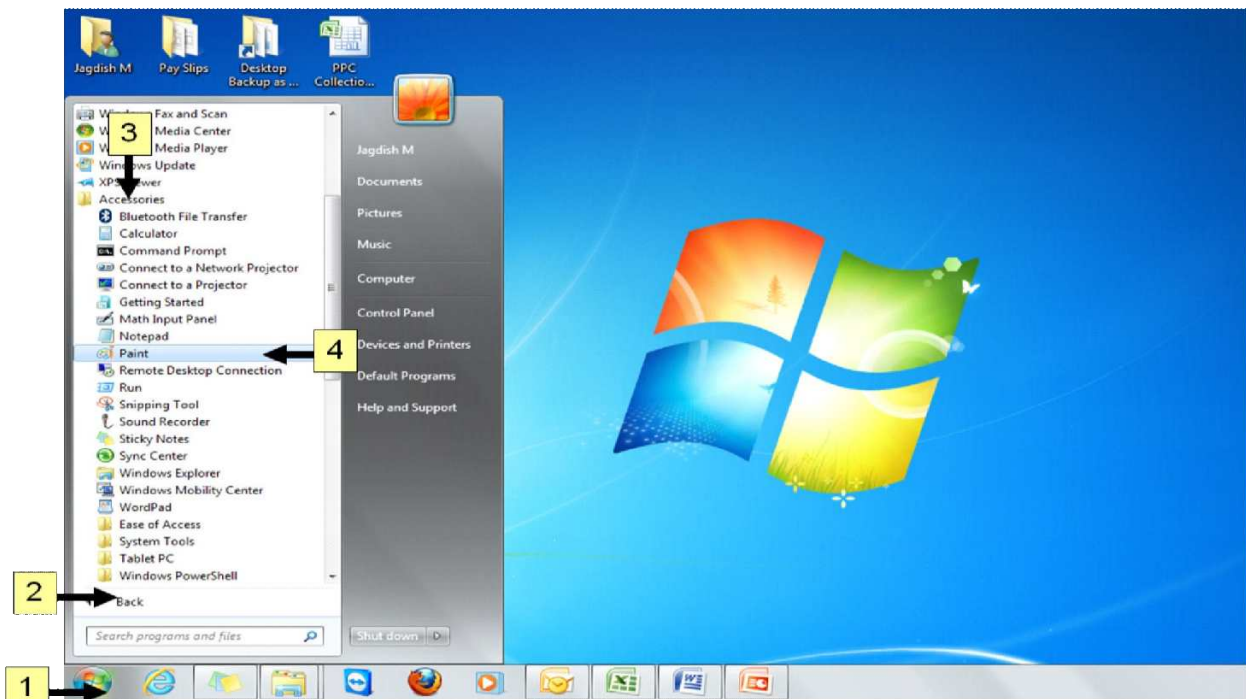 Jagdish M
Pay Slips
Desktop
Backup as ...
PPC
Collectio...
Fax and Scan
Media Center
3
Media Player
Windows Update
Accessories
Bluetooth File Transfer
Calculator
Command Prompt
Connect to a Network Projector
Connect to a Projector
Getting Started
Math Input Panel
Notepad
Paint
4
Remote Desktop Connection
Run
Snipping Tool
Sound Recorder
Sticky Notes
Sync Center
Windows Explorer
Windows Mobility Center
WordPad
Ease of Access
System Tools
Tablet PC
Windows PowerShell
2
Back
Search programs and files
Jagdish M
Documents
Pictures
Music
Computer
Control Panel
Devices and Printers
Default Programs
Help and Support
Shut down
1